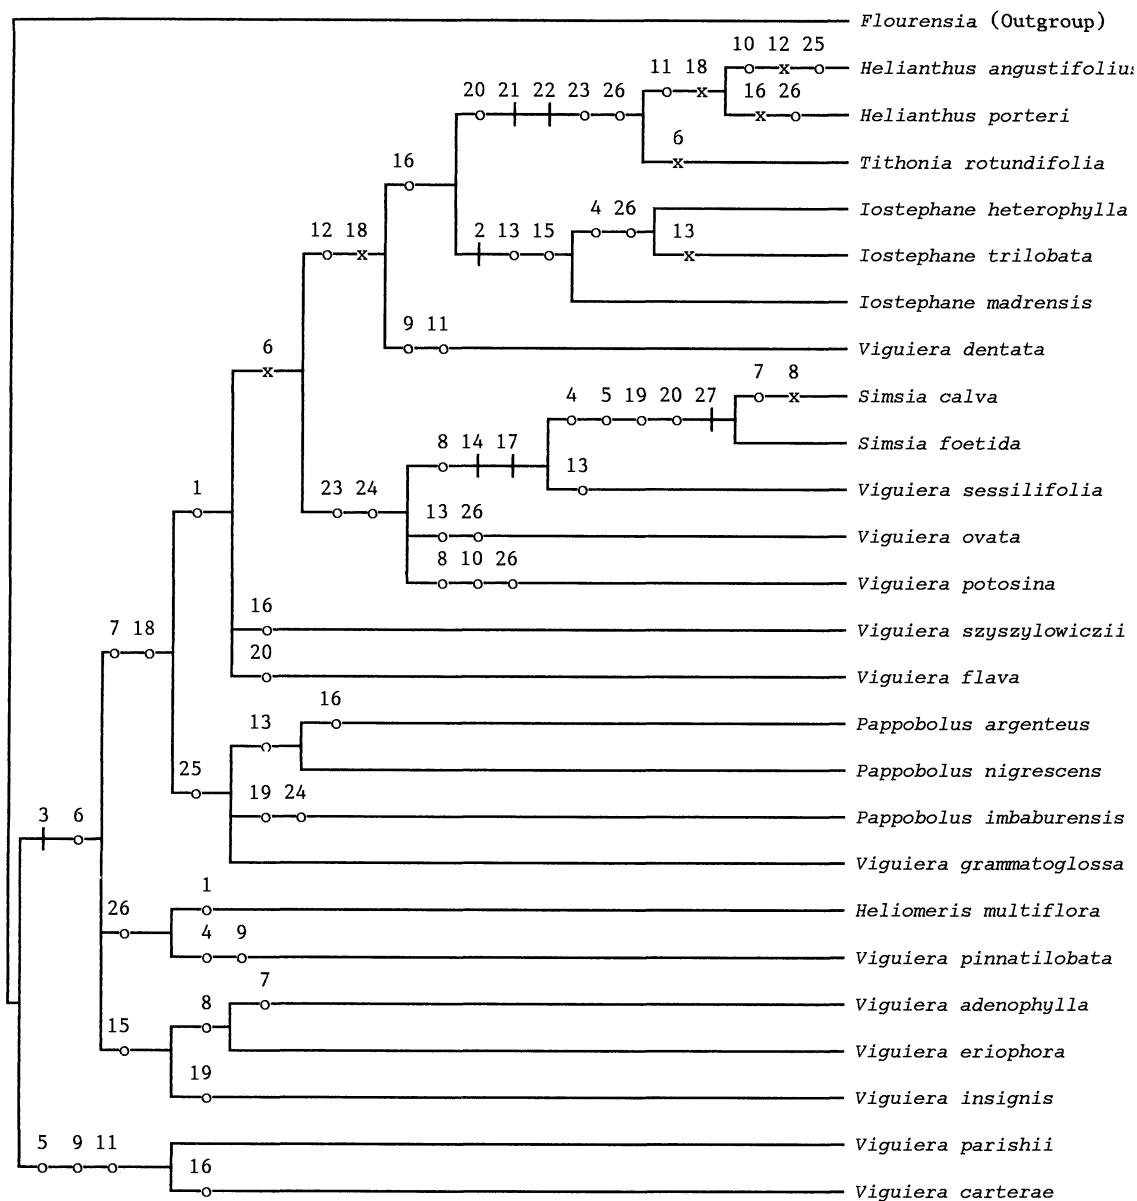 Flourensia (Outgroup)
10 12 25
Helianthus angustifolius
11 18
20 21 22 23 26
16 26
Helianthus porteri
6
Tithonia rotundifolia
16
4 26
Iostephane heterophylla
12 18
2 13 15
13
Iostephane trilobata
Iostephane madrensis
9 11
Viguiera dentata
6
7 8
Simsia calva
4 5 19 20 27
Simsia foetida
8 14 17
13
Viguiera sessilifolia
1
23 24
13 26
Viguiera ovata
8 10 26
Viguiera potosina
16
Viguiera szyszylowiczii
7 18
20
Viguiera flava
16
Pappobolus argenteus
13
Pappobolus nigrescens
25
19 24
Pappobolus imbaburensis
3 6
Viguiera grammatoglossa
1
Heliomeris multiflora
26
4 9
Viguiera pinnatilobata
7
Viguiera adenophylla
8
15
Viguiera eriophora
19
Viguiera insignis
5 9 11
Viguiera parishii
16
Viguiera carterae